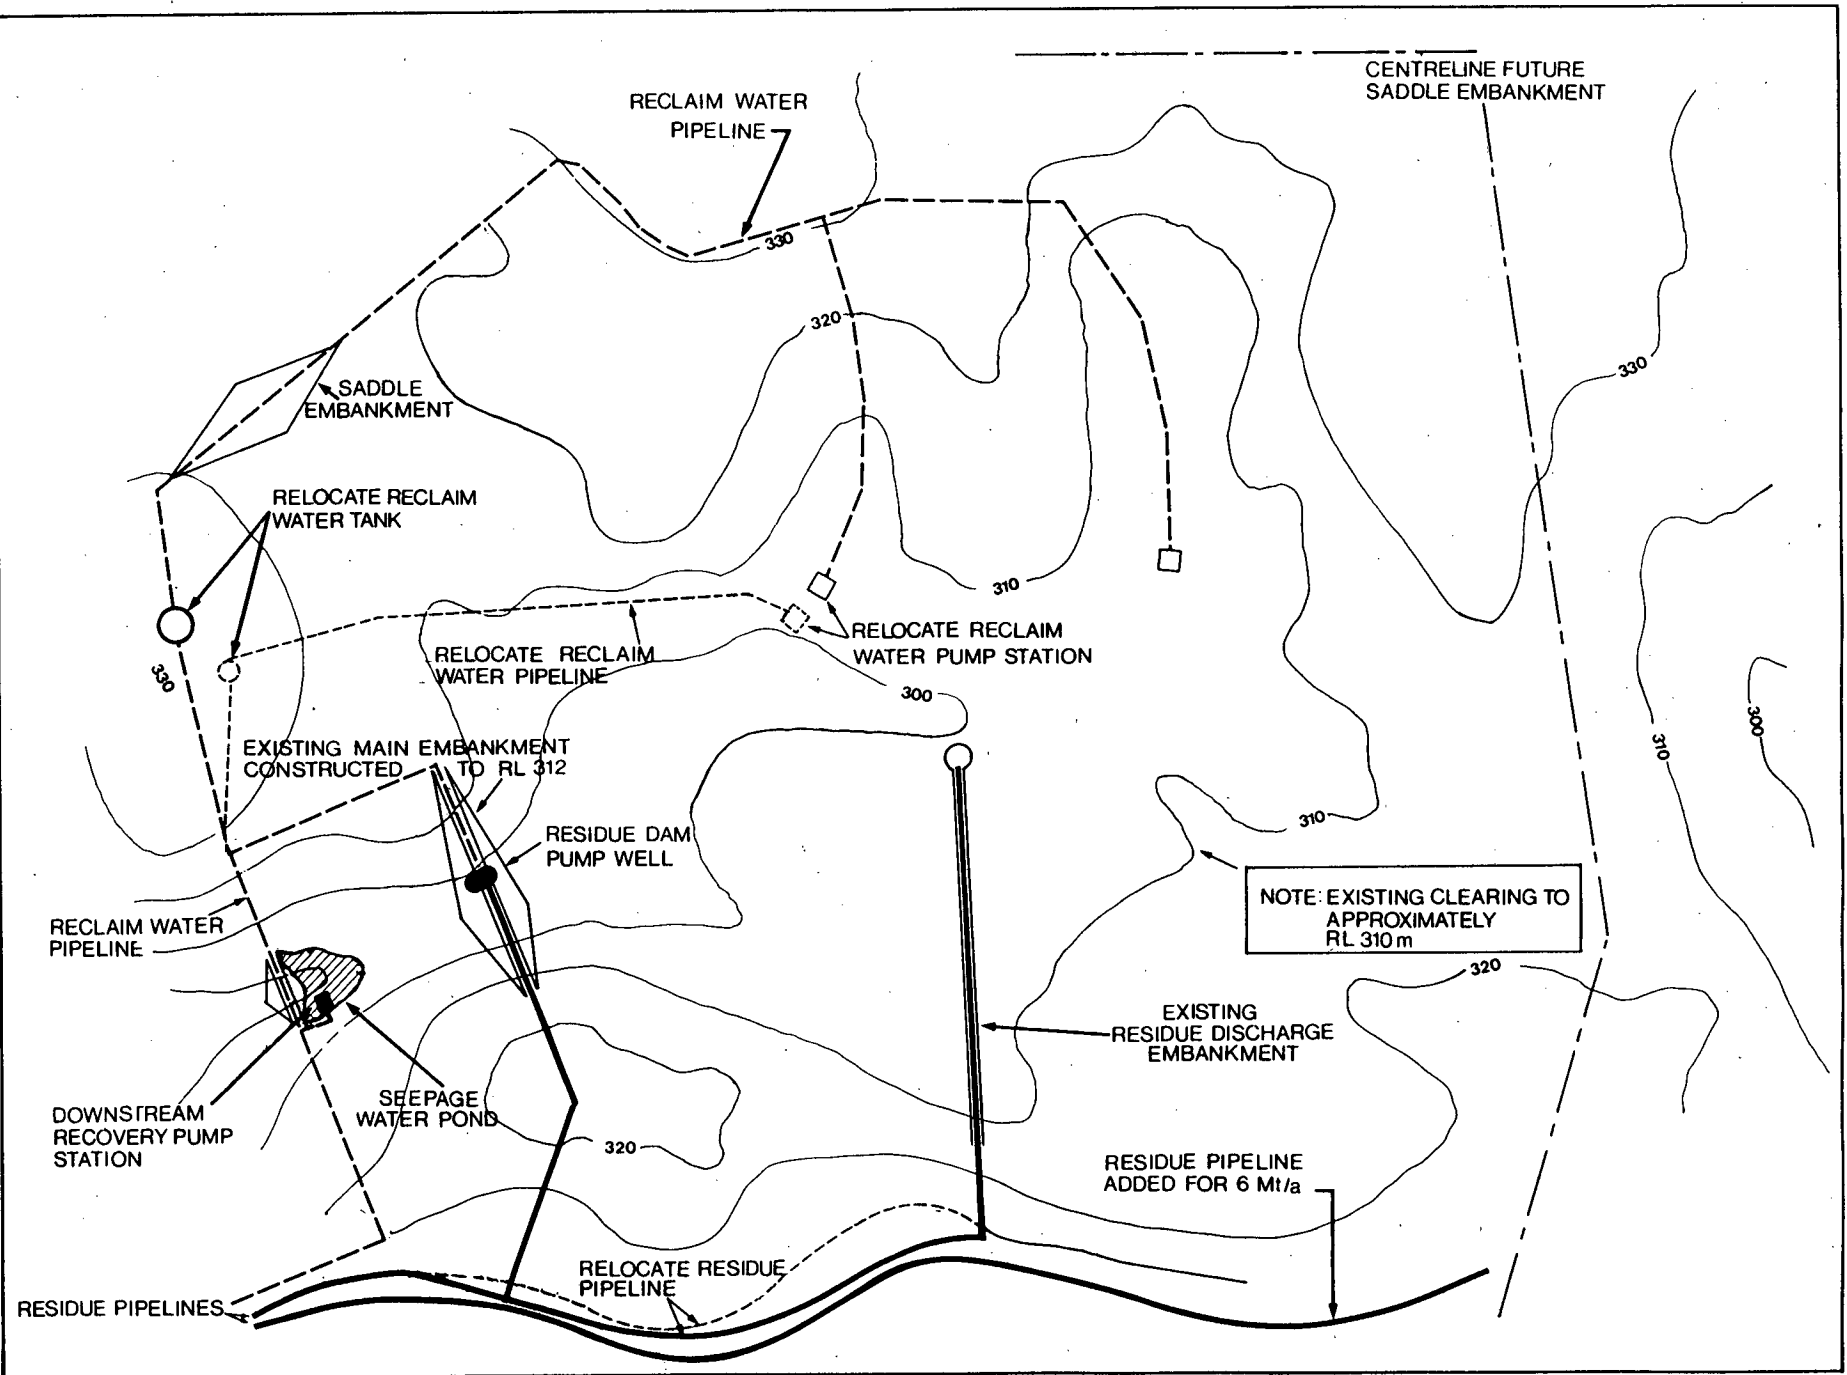 CENTRELINE FUTURE
SADDLE EMBANKMENT
RECLAIM WATER
PIPELINE
330
320
330
SADDLE
EMBANKMENT
RELOCATE RECLAIM
WATER TANK
310
RELOCATE RECLAIM
WATER PUMP STATION
RELOCATE RECLAIM
WATER PIPELINE
330
300
300
310
EXISTING MAIN EMBANKMENT
CONSTRUCTED TO RL 312
310
RESIDUE DAM
PUMP WELL
NOTE: EXISTING CLEARING TO
APPROXIMATELY
RL 310 m
RECLAIM WATER
PIPELINE
320
EXISTING
RESIDUE DISCHARGE
EMBANKMENT
SEEPAGE
WATER POND
DOWNSTREAM
RECOVERY PUMP
STATION
320
RESIDUE PIPELINE
ADDED FOR 6 Mt/a
RELOCATE RESIDUE
PIPELINE
RESIDUE PIPELINES